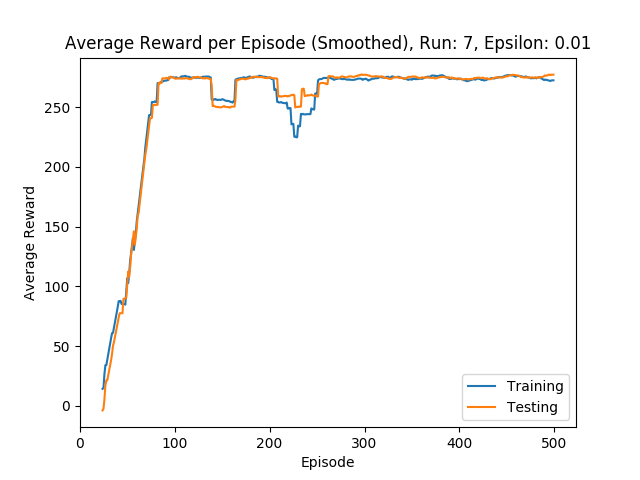 Average Reward per Episode (Smoothed), Run: 7, Epsilon: 0.01
250
200
150
100
50
0
Average Reward
0 100 200 300 400 500
Episode
Training
Testing